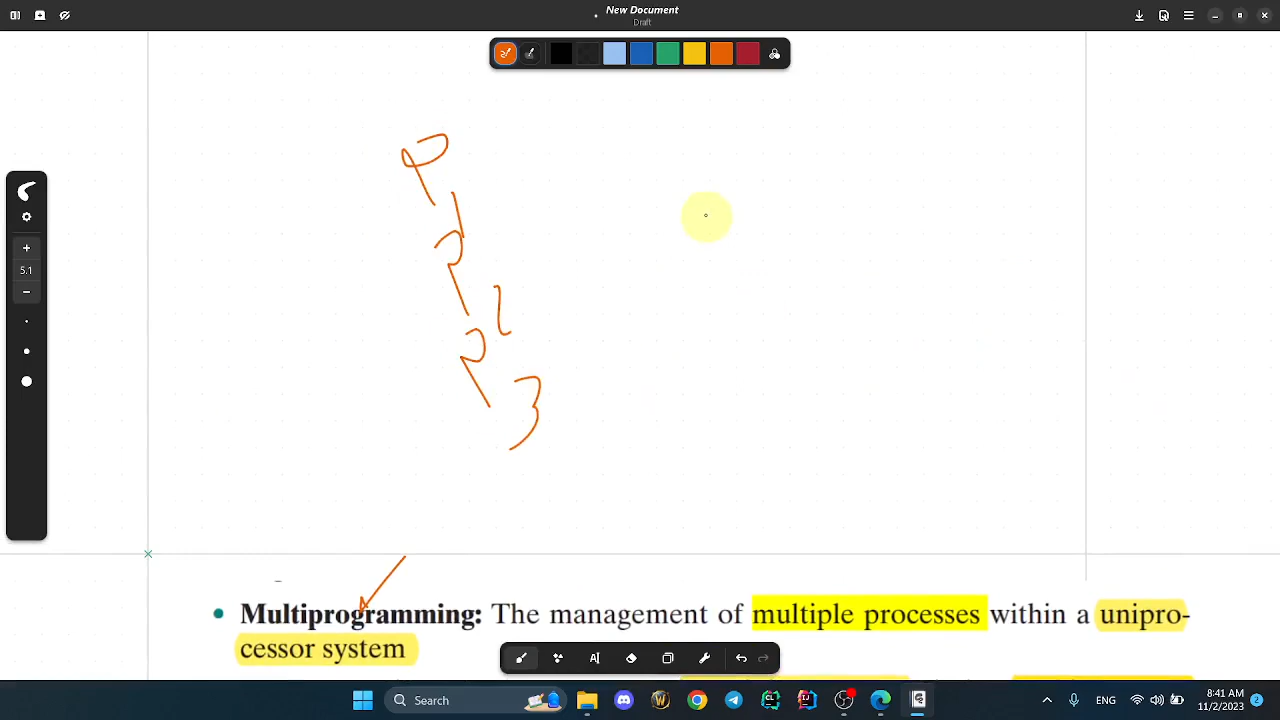 New Document
Draft
5.1
P1
P2
P3
Multiprogramming: The management of multiple processes within a unipro-
cessor system
Search
ENG
8:41 AM
11/2/2023
2